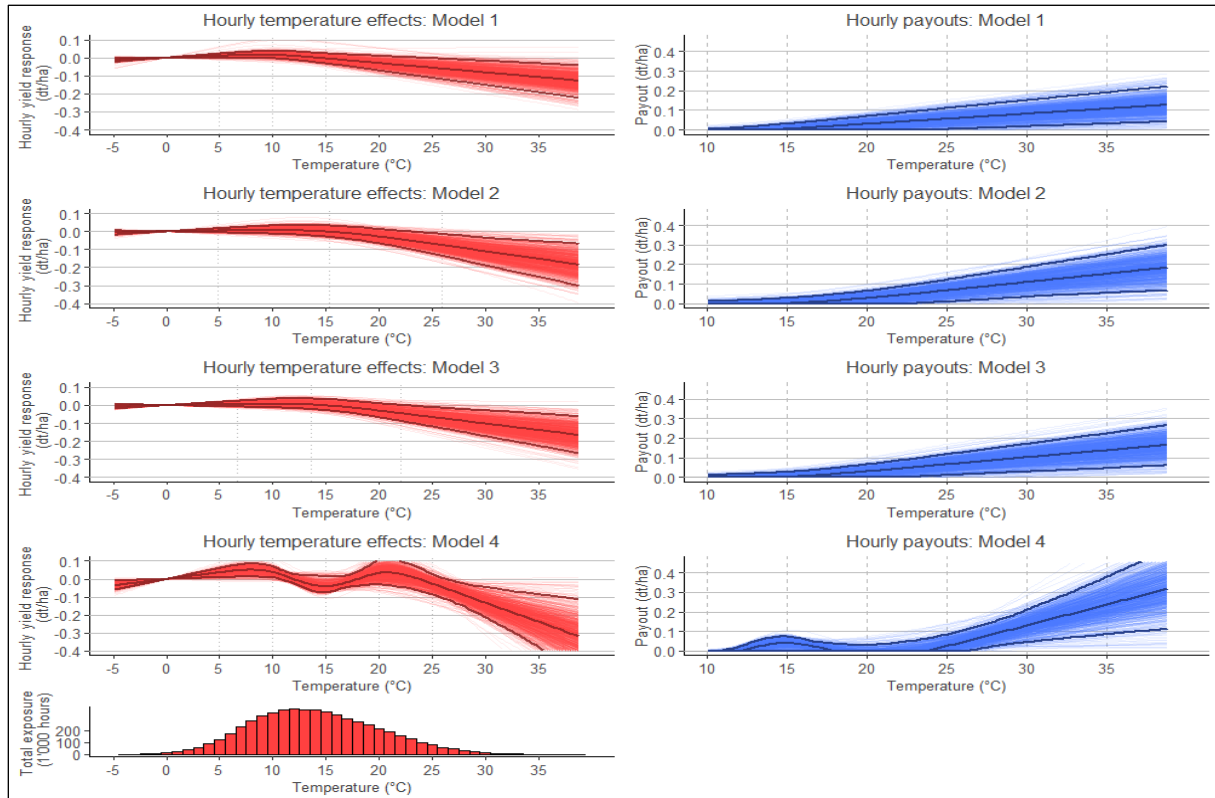 Hourly temperature effects: Model 1
Hourly yield response
(dt/ha)
0.1
0.0
-0.1
-0.2
-0.3
-0.4
-5 0 5 10 15 20 25 30 35
Temperature (°C)
Hourly payouts: Model 1
Payout (dt/ha)
0.4
0.3
0.2
0.1
0.0
10 15 20 25 30 35
Temperature (°C)
Hourly temperature effects: Model 2
Hourly yield response
(dt/ha)
0.1
0.0
-0.1
-0.2
-0.3
-0.4
-5 0 5 10 15 20 25 30 35
Temperature (°C)
Hourly payouts: Model 2
Payout (dt/ha)
0.4
0.3
0.2
0.1
0.0
10 15 20 25 30 35
Temperature (°C)
Hourly temperature effects: Model 3
Hourly yield response
(dt/ha)
0.1
0.0
-0.1
-0.2
-0.3
-0.4
-5 0 5 10 15 20 25 30 35
Temperature (°C)
Hourly payouts: Model 3
Payout (dt/ha)
0.4
0.3
0.2
0.1
0.0
10 15 20 25 30 35
Temperature (°C)
Hourly temperature effects: Model 4
Hourly yield response
(dt/ha)
0.1
0.0
-0.1
-0.2
-0.3
-0.4
-5 0 5 10 15 20 25 30 35
Temperature (°C)
Hourly payouts: Model 4
Payout (dt/ha)
0.4
0.3
0.2
0.1
0.0
10 15 20 25 30 35
Temperature (°C)
Total exposure
(1'000 hours)
200
100
0
-5 0 5 10 15 20 25 30 35
Temperature (°C)